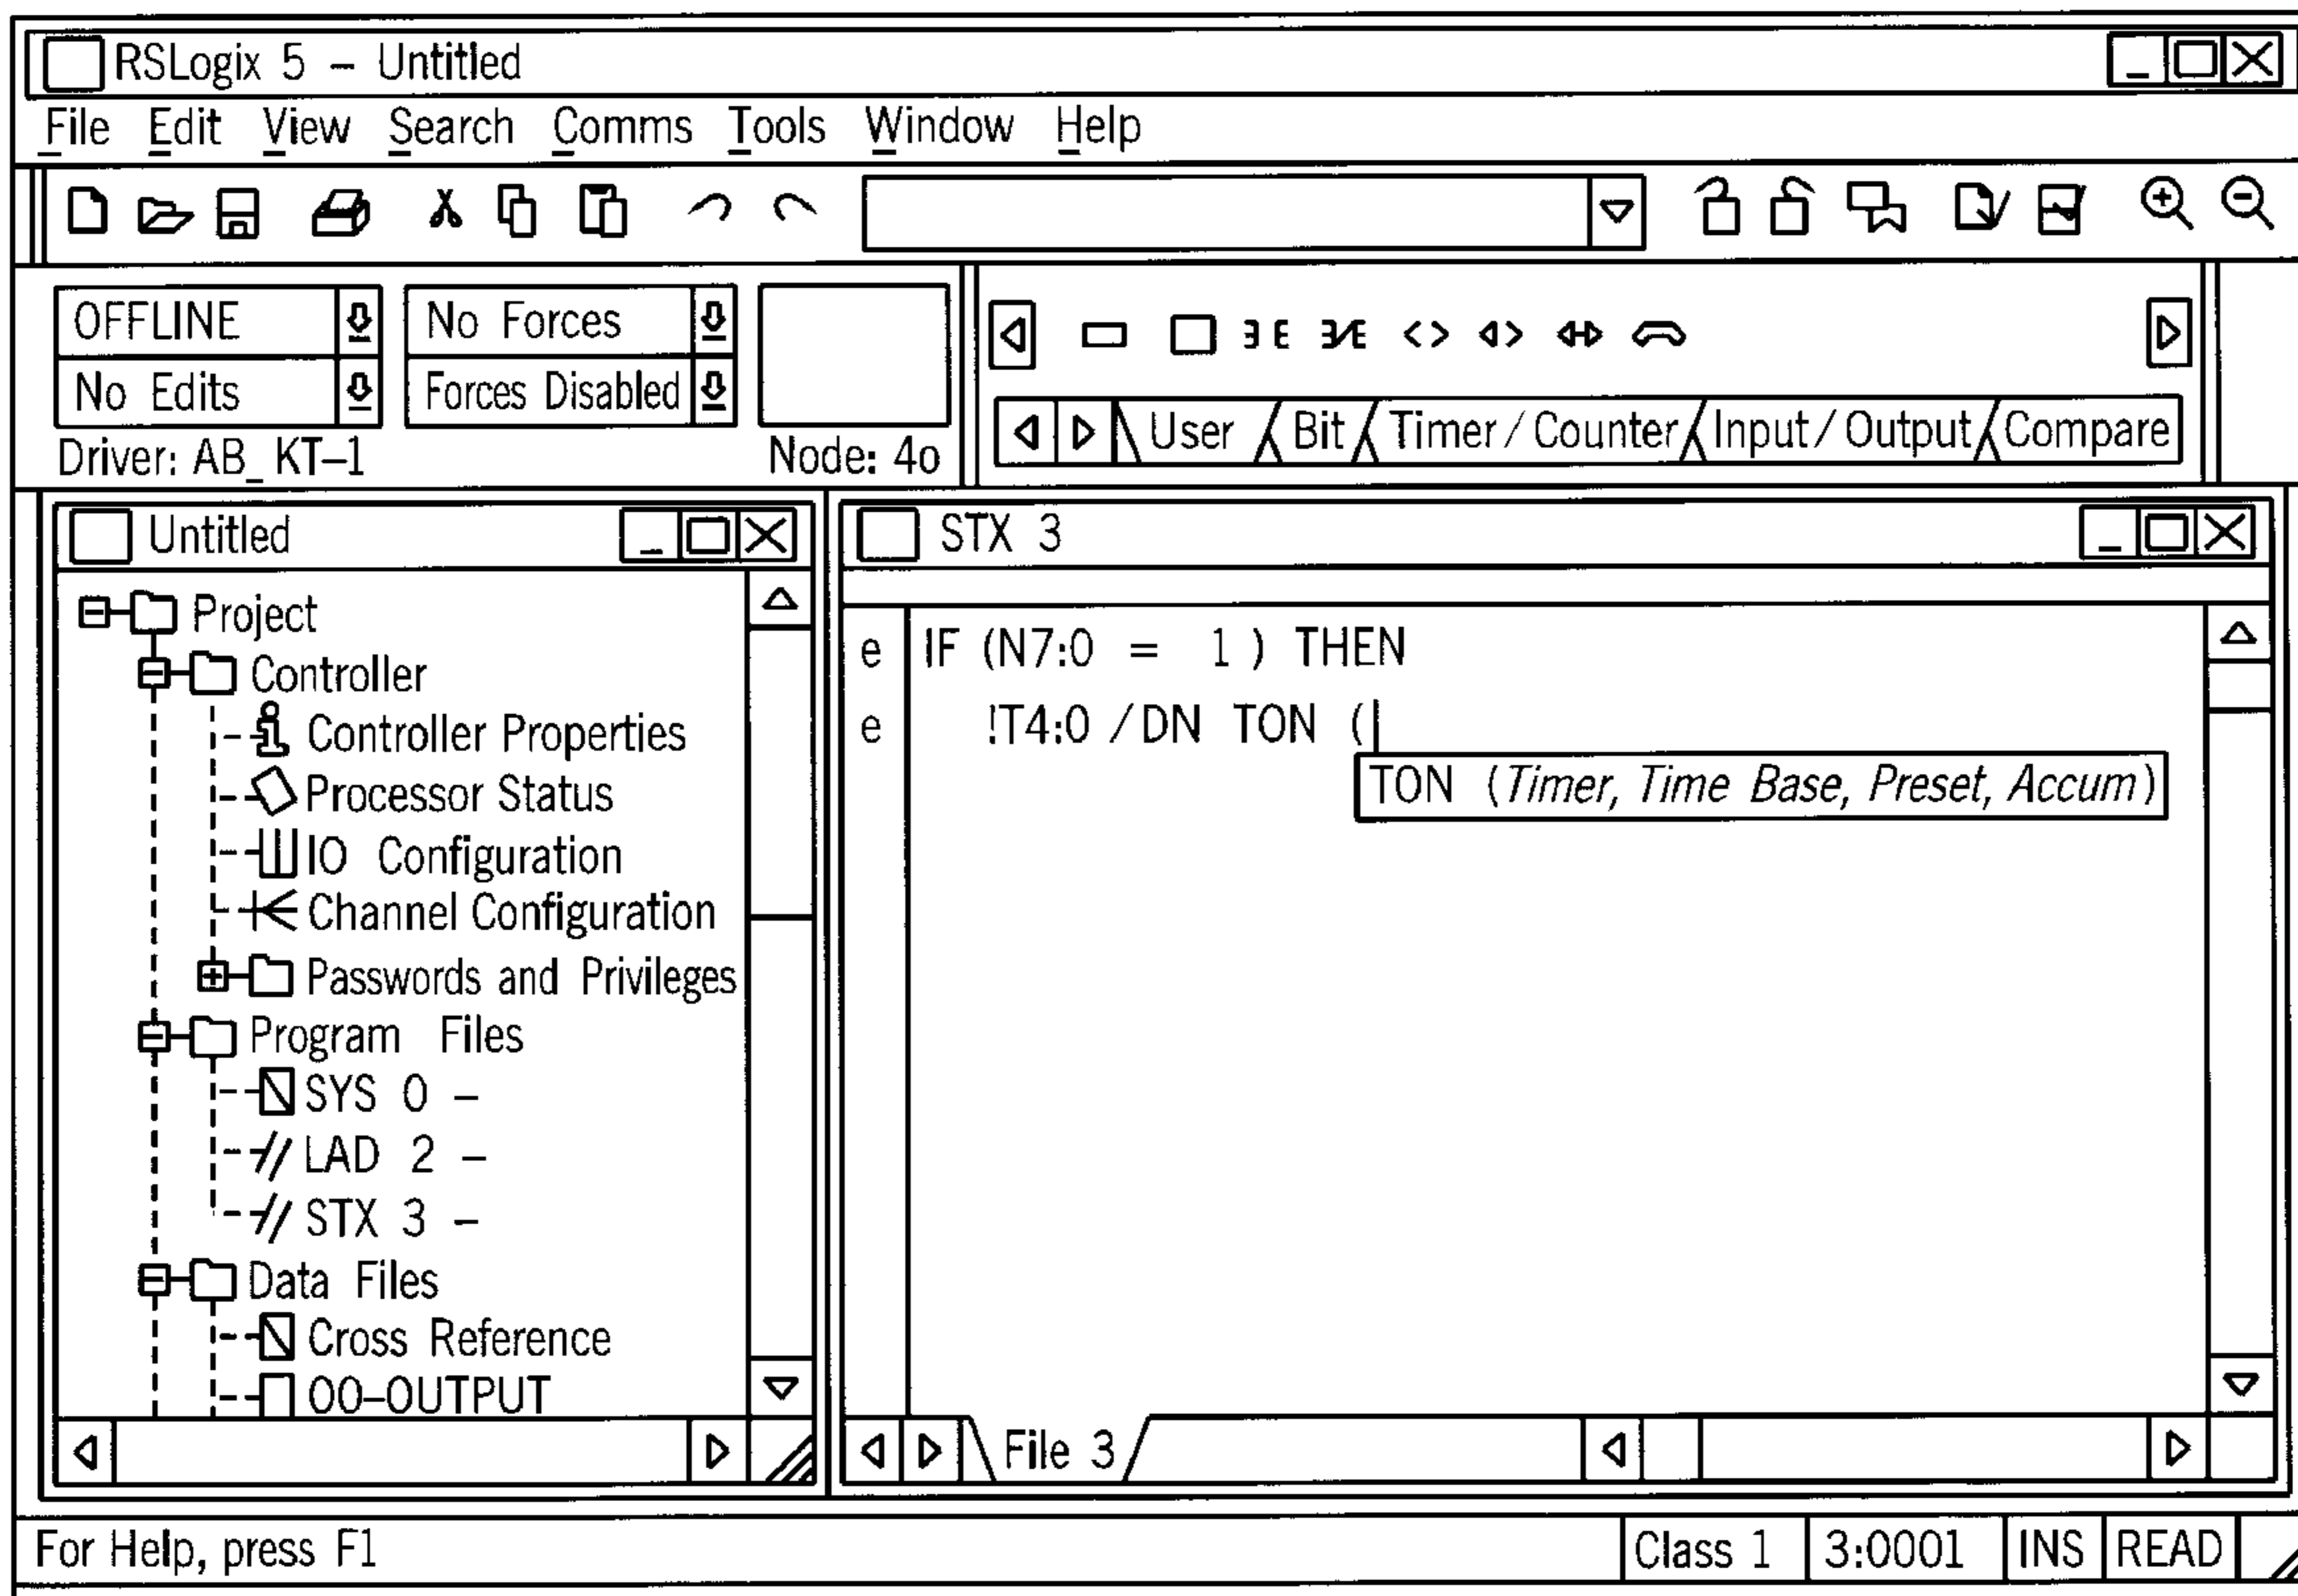 RSLogix 5 – Untitled
File Edit View Search Comms Tools Window Help
OFFLINE No Forces
No Edits Forces Disabled
Driver: AB_ KT–1 Node: 4o
User Bit Timer/Counter Input/Output Compare
Untitled
Project
Controller
Controller Properties
Processor Status
IO Configuration
Channel Configuration
Passwords and Privileges
Program Files
SYS 0 –
LAD 2 –
STX 3 –
Data Files
Cross Reference
OO–OUTPUT
STX 3
e IF (N7:0 = 1 ) THEN
e !T4:0 /DN TON (
TON (Timer, Time Base, Preset, Accum)
File 3
For Help, press F1 Class 1 3:0001 INS READ